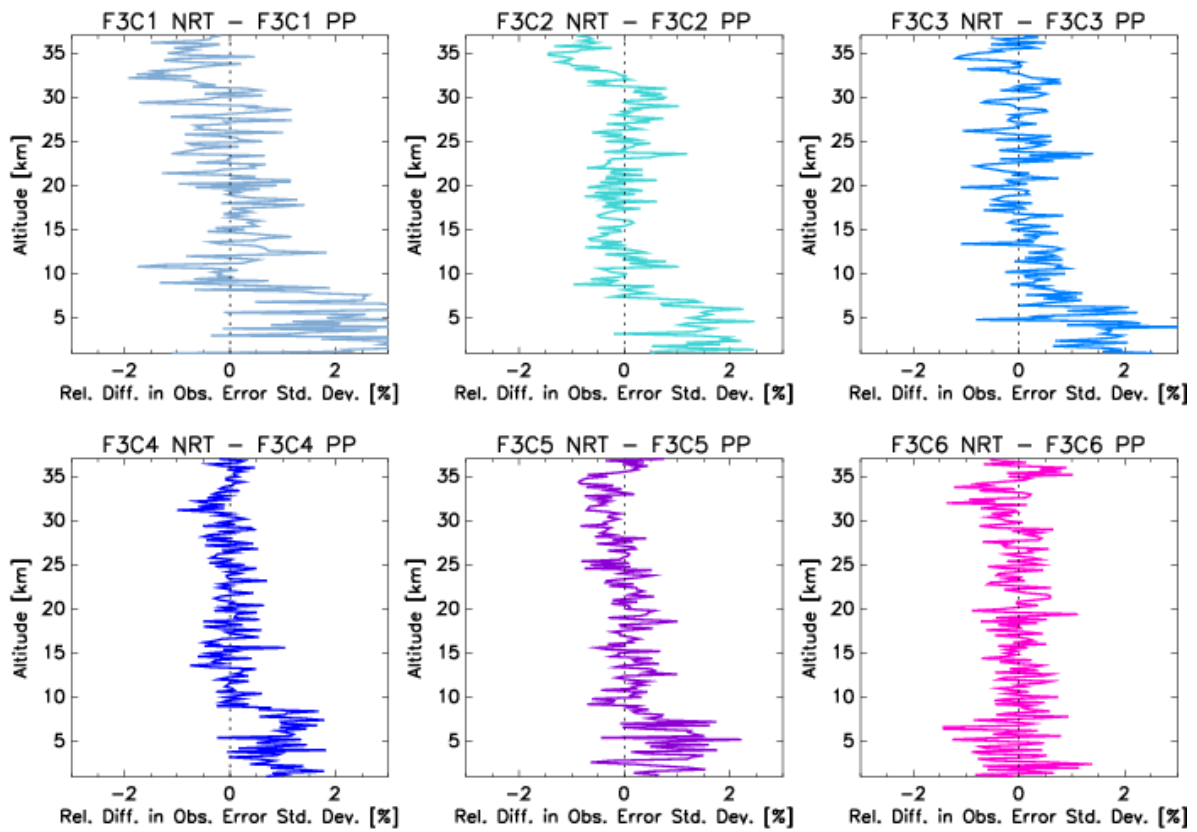 F3C1 NRT − F3C1 PP
F3C2 NRT − F3C2 PP
F3C3 NRT − F3C3 PP
Altitude [km]
35
30
25
20
15
10
5
−2 0 2
Rel. Diff. in Obs. Error Std. Dev. [%]
Altitude [km]
35
30
25
20
15
10
5
−2 0 2
Rel. Diff. in Obs. Error Std. Dev. [%]
Altitude [km]
35
30
25
20
15
10
5
−2 0 2
Rel. Diff. in Obs. Error Std. Dev. [%]
F3C4 NRT − F3C4 PP
F3C5 NRT − F3C5 PP
F3C6 NRT − F3C6 PP
Altitude [km]
35
30
25
20
15
10
5
−2 0 2
Rel. Diff. in Obs. Error Std. Dev. [%]
Altitude [km]
35
30
25
20
15
10
5
−2 0 2
Rel. Diff. in Obs. Error Std. Dev. [%]
Altitude [km]
35
30
25
20
15
10
5
−2 0 2
Rel. Diff. in Obs. Error Std. Dev. [%]